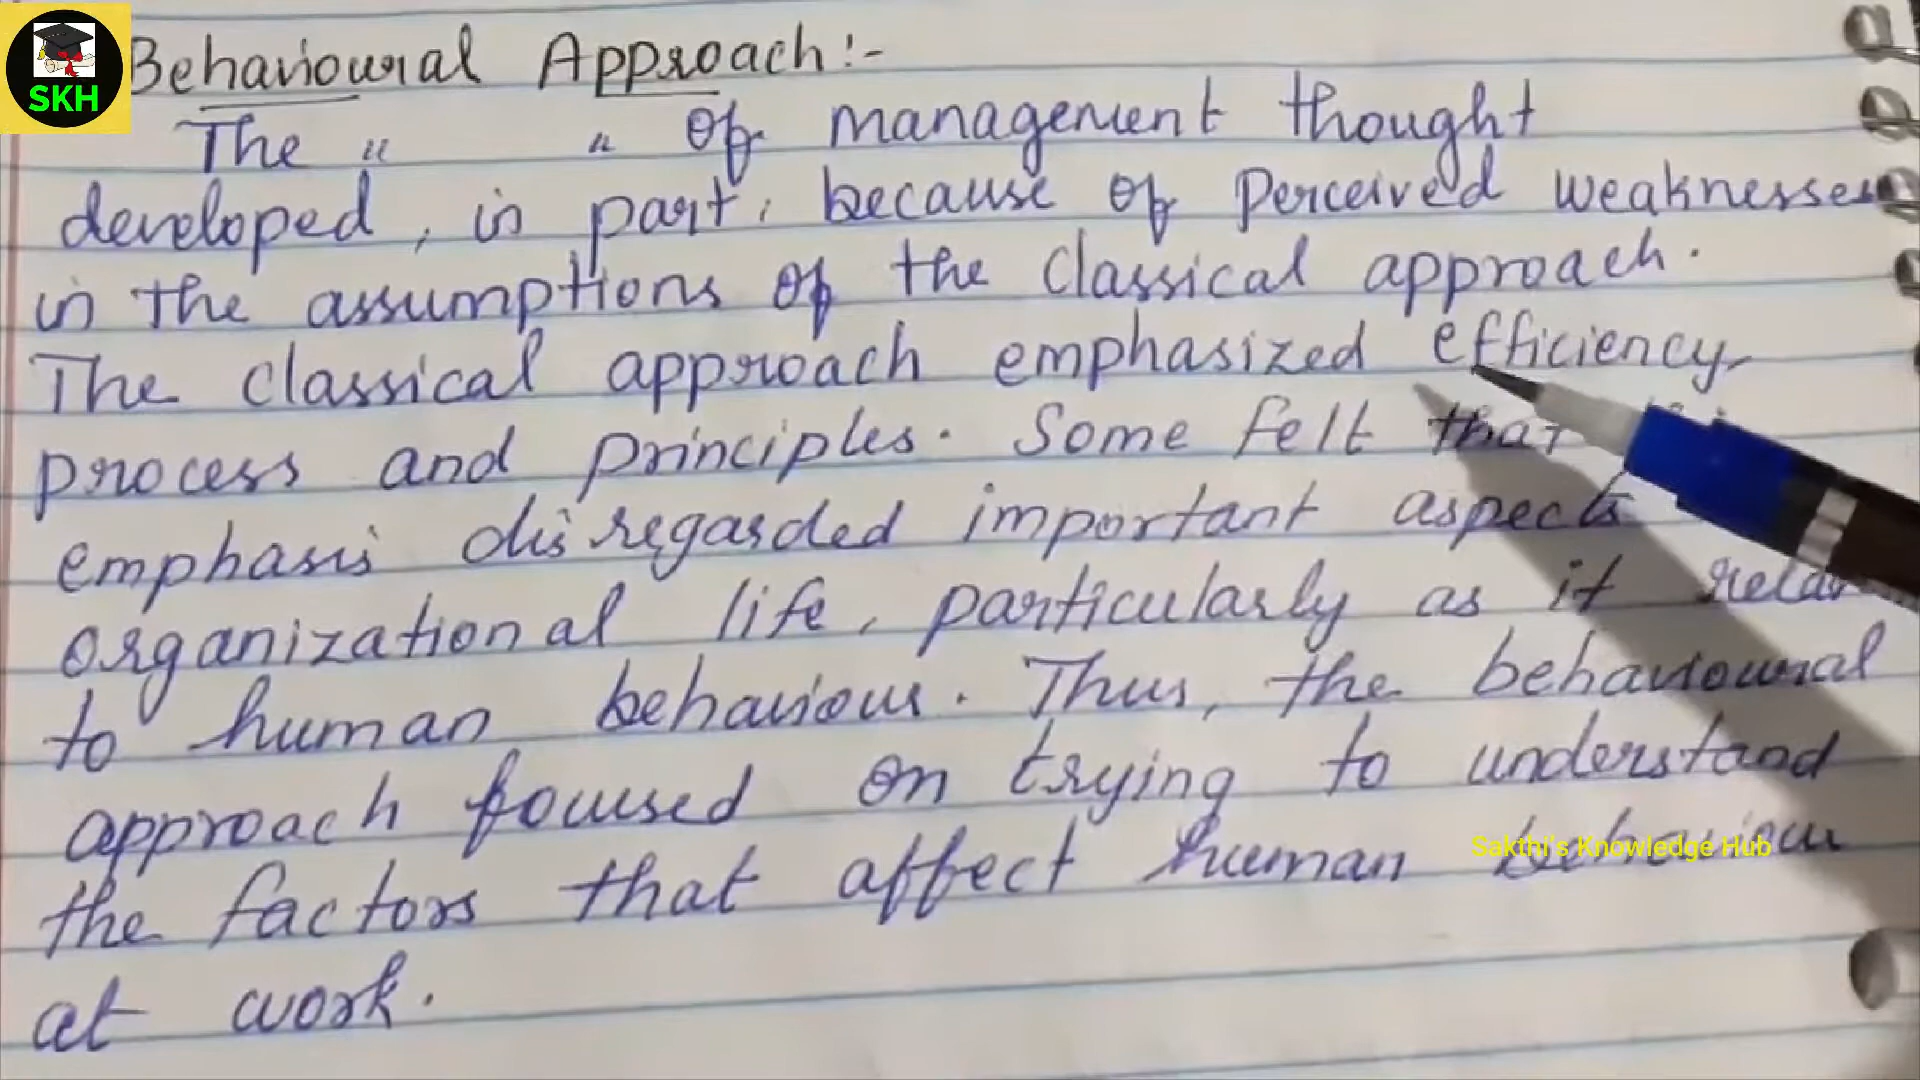 SKH
Behavioural Approach:-
The " " of management thought
developed, in part, because of perceived weaknesses
in the assumptions of the classical approach.
The classical approach emphasized efficiency,
process and principles. Some felt that
emphasis disregarded important aspects
organizational life, particularly as it
to human behaviour. Thus, the behavioural
approach focused on trying to understand
the factors that affect human behaviour
Sakthi's Knowledge Hub
at work.